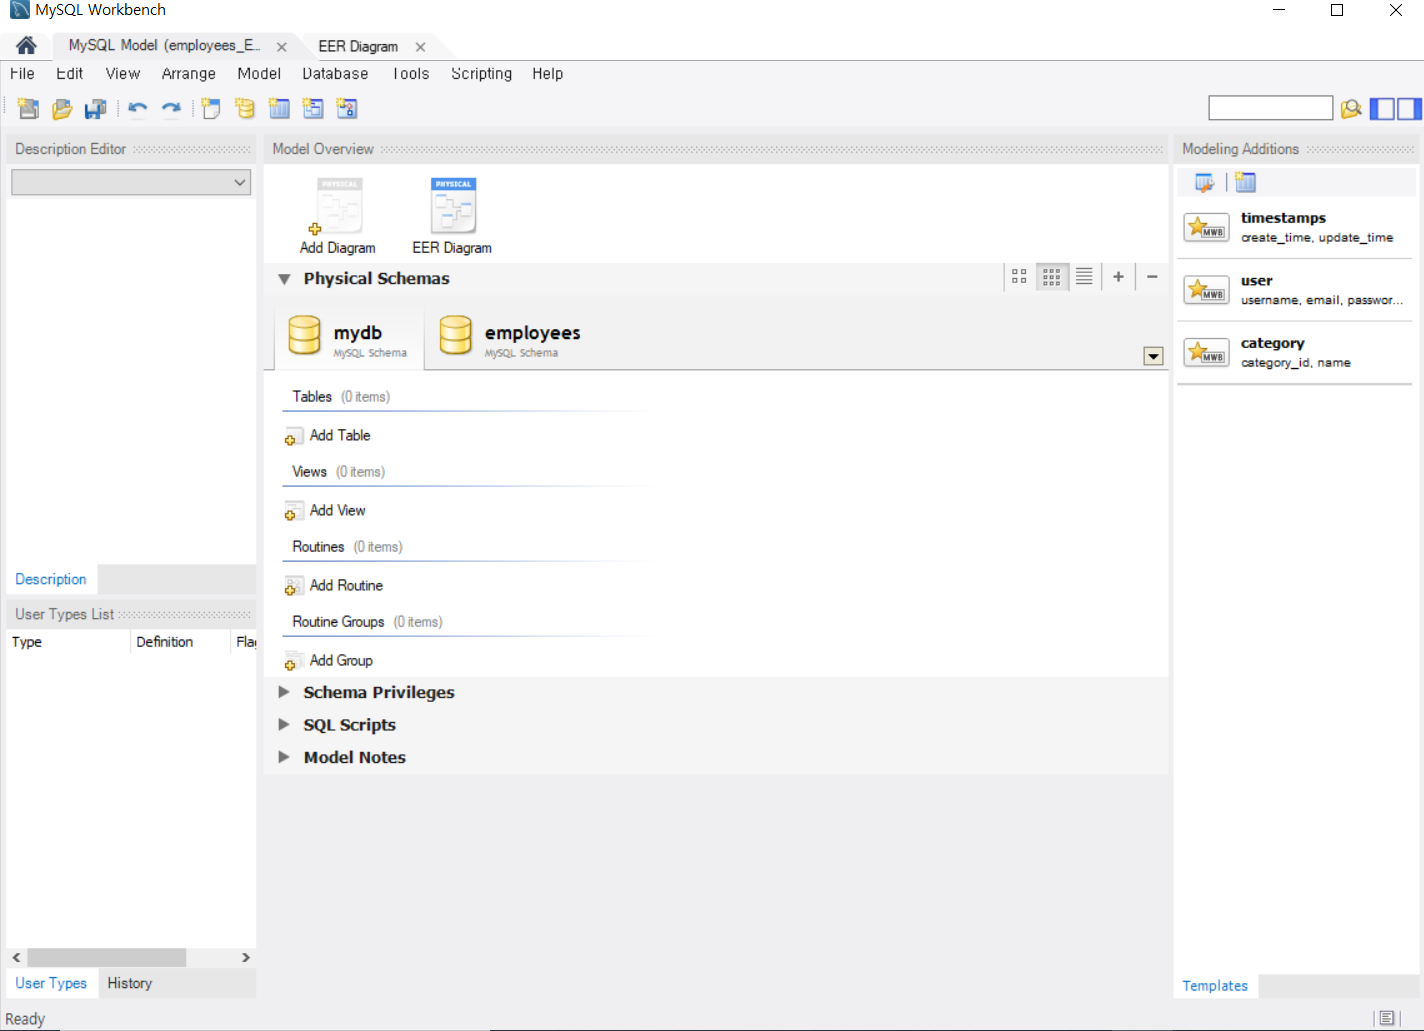 MySQL Workbench
MySQL Model (employees_E...
EER Diagram
File Edit View Arrange Model Database Tools Scripting Help
Description Editor
Model Overview
Modeling Additions
PHYSICAL
PHYSICAL
Add Diagram
EER Diagram
Physical Schemas
mydb
MySQL Schema
employees
MySQL Schema
Tables (0 items)
Add Table
Views (0 items)
Add View
Routines (0 items)
Add Routine
Routine Groups (0 items)
Add Group
Schema Privileges
SQL Scripts
Model Notes
Description
User Types List
Type Definition Flag
User Types History
MWB
timestamps
create_time, update_time
MWB
user
username, email, passwor...
MWB
category
category_id, name
Templates
Ready